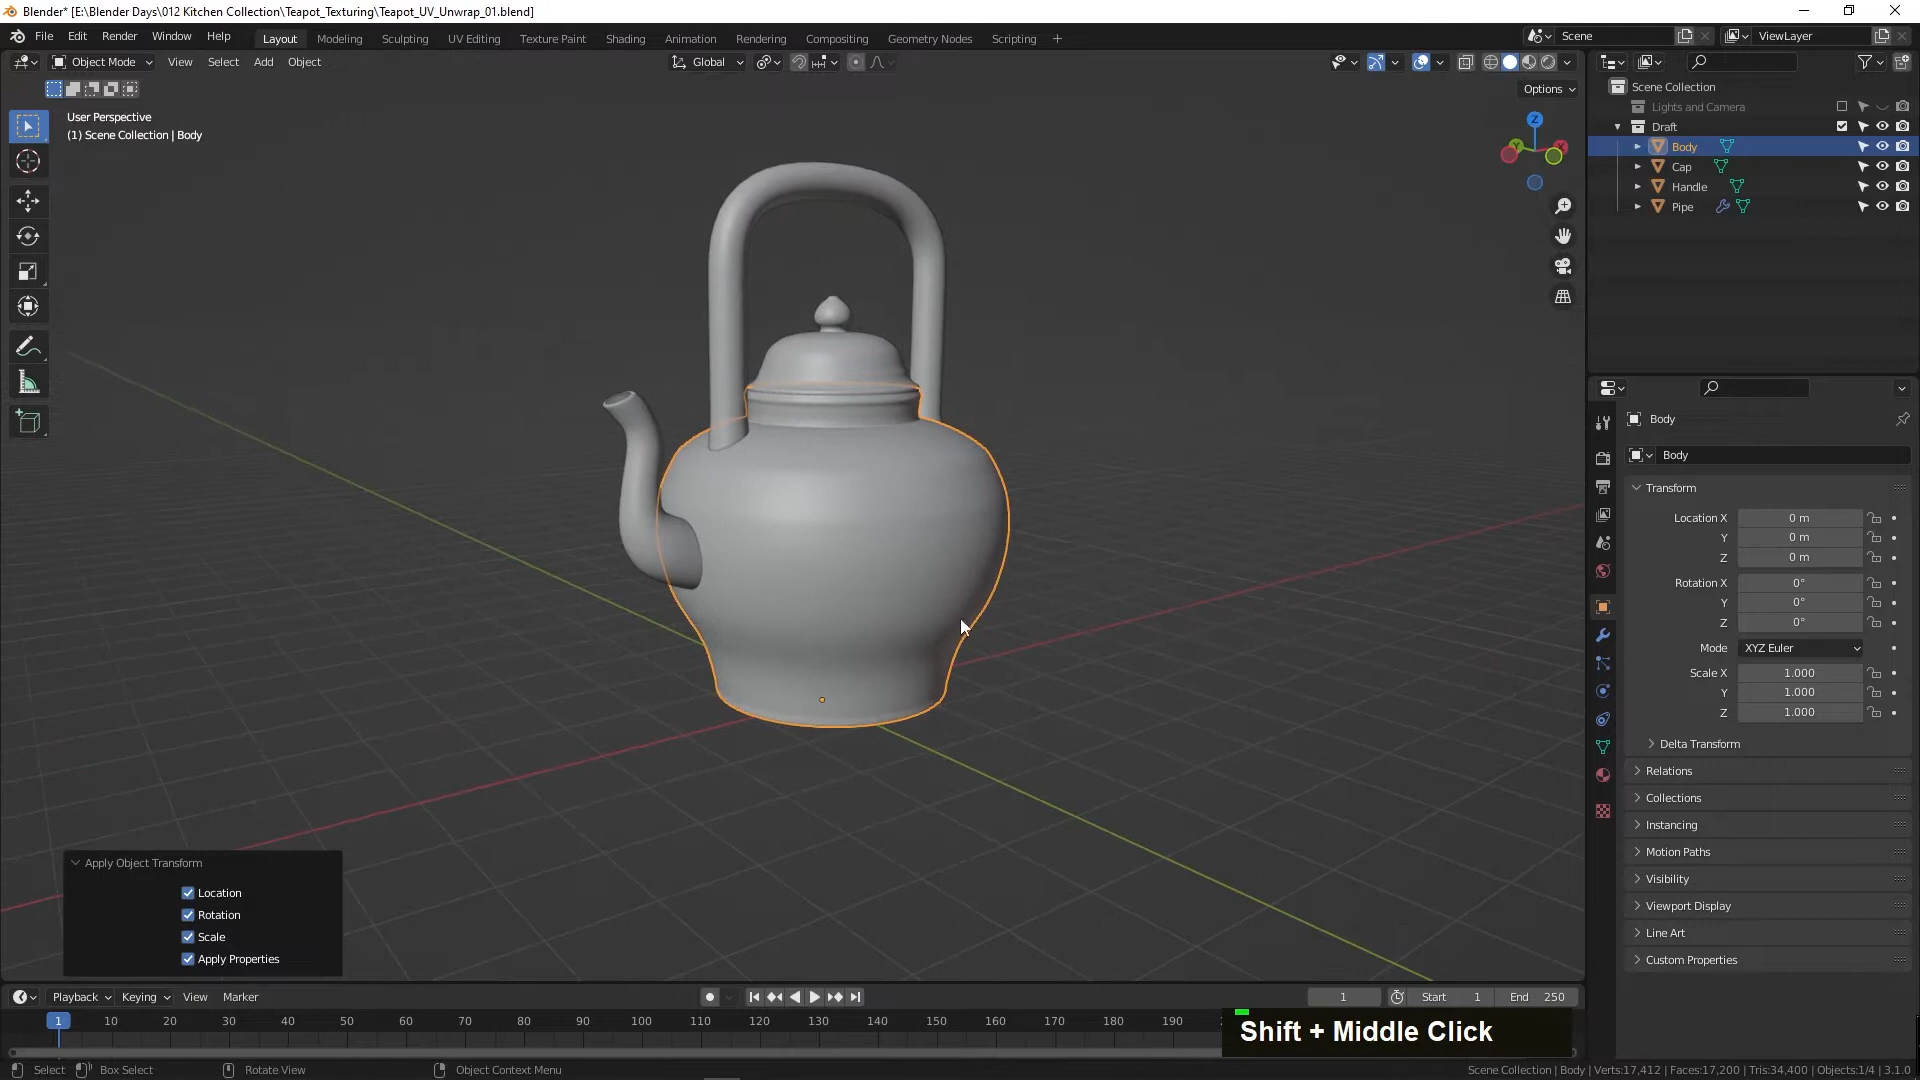 Blender* [E:\Blender Days\012 Kitchen Collection\Teapot_Texturing\Teapot_UV_Unwrap_01.blend]
File Edit Render Window Help Layout Modeling Sculpting UV Editing Texture Paint Shading Animation Rendering Compositing Geometry Nodes Scripting + Scene ViewLayer
Object Mode View Select Add Object Global
Options
User Perspective
(1) Scene Collection | Body
Z
Y
X
Scene Collection
Lights and Camera
Draft
Body
Cap
Handle
Pipe
Body
Body
Transform
Location X 0 m
Y 0 m
Z 0 m
Rotation X 0°
Y 0°
Z 0°
Mode XYZ Euler
Scale X 1.000
Y 1.000
Z 1.000
Delta Transform
Relations
Collections
Instancing
Motion Paths
Visibility
Viewport Display
Line Art
Custom Properties
Apply Object Transform
Location
Rotation
Scale
Apply Properties
Playback Keying View Marker 1 Start 1 End 250
1 10 20 30 40 50 60 70 80 90 100 110 120 130 140 150 160 170 180 190
Shift + Middle Click
Select Box Select Rotate View Object Context Menu Scene Collection | Body | Verts:17,412 | Faces:17,200 | Tris:34,400 | Objects:1/4 | 3.1.0